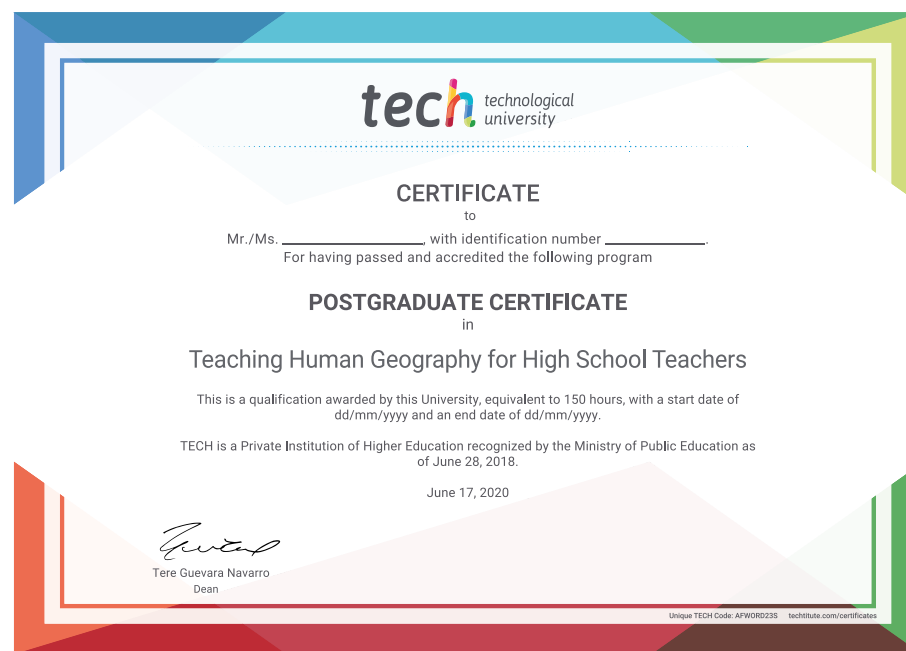 tech technological
university
CERTIFICATE
to
Mr./Ms. ____________________, with identification number ______________.
For having passed and accredited the following program
POSTGRADUATE CERTIFICATE
in
Teaching Human Geography for High School Teachers
This is a qualification awarded by this University, equivalent to 150 hours, with a start date of
dd/mm/yyyy and an end date of dd/mm/yyyy.
TECH is a Private Institution of Higher Education recognized by the Ministry of Public Education as
of June 28, 2018.
June 17, 2020
Tere Guevara Navarro
Dean
Unique TECH Code: AFWORD23S techtitute.com/certificates